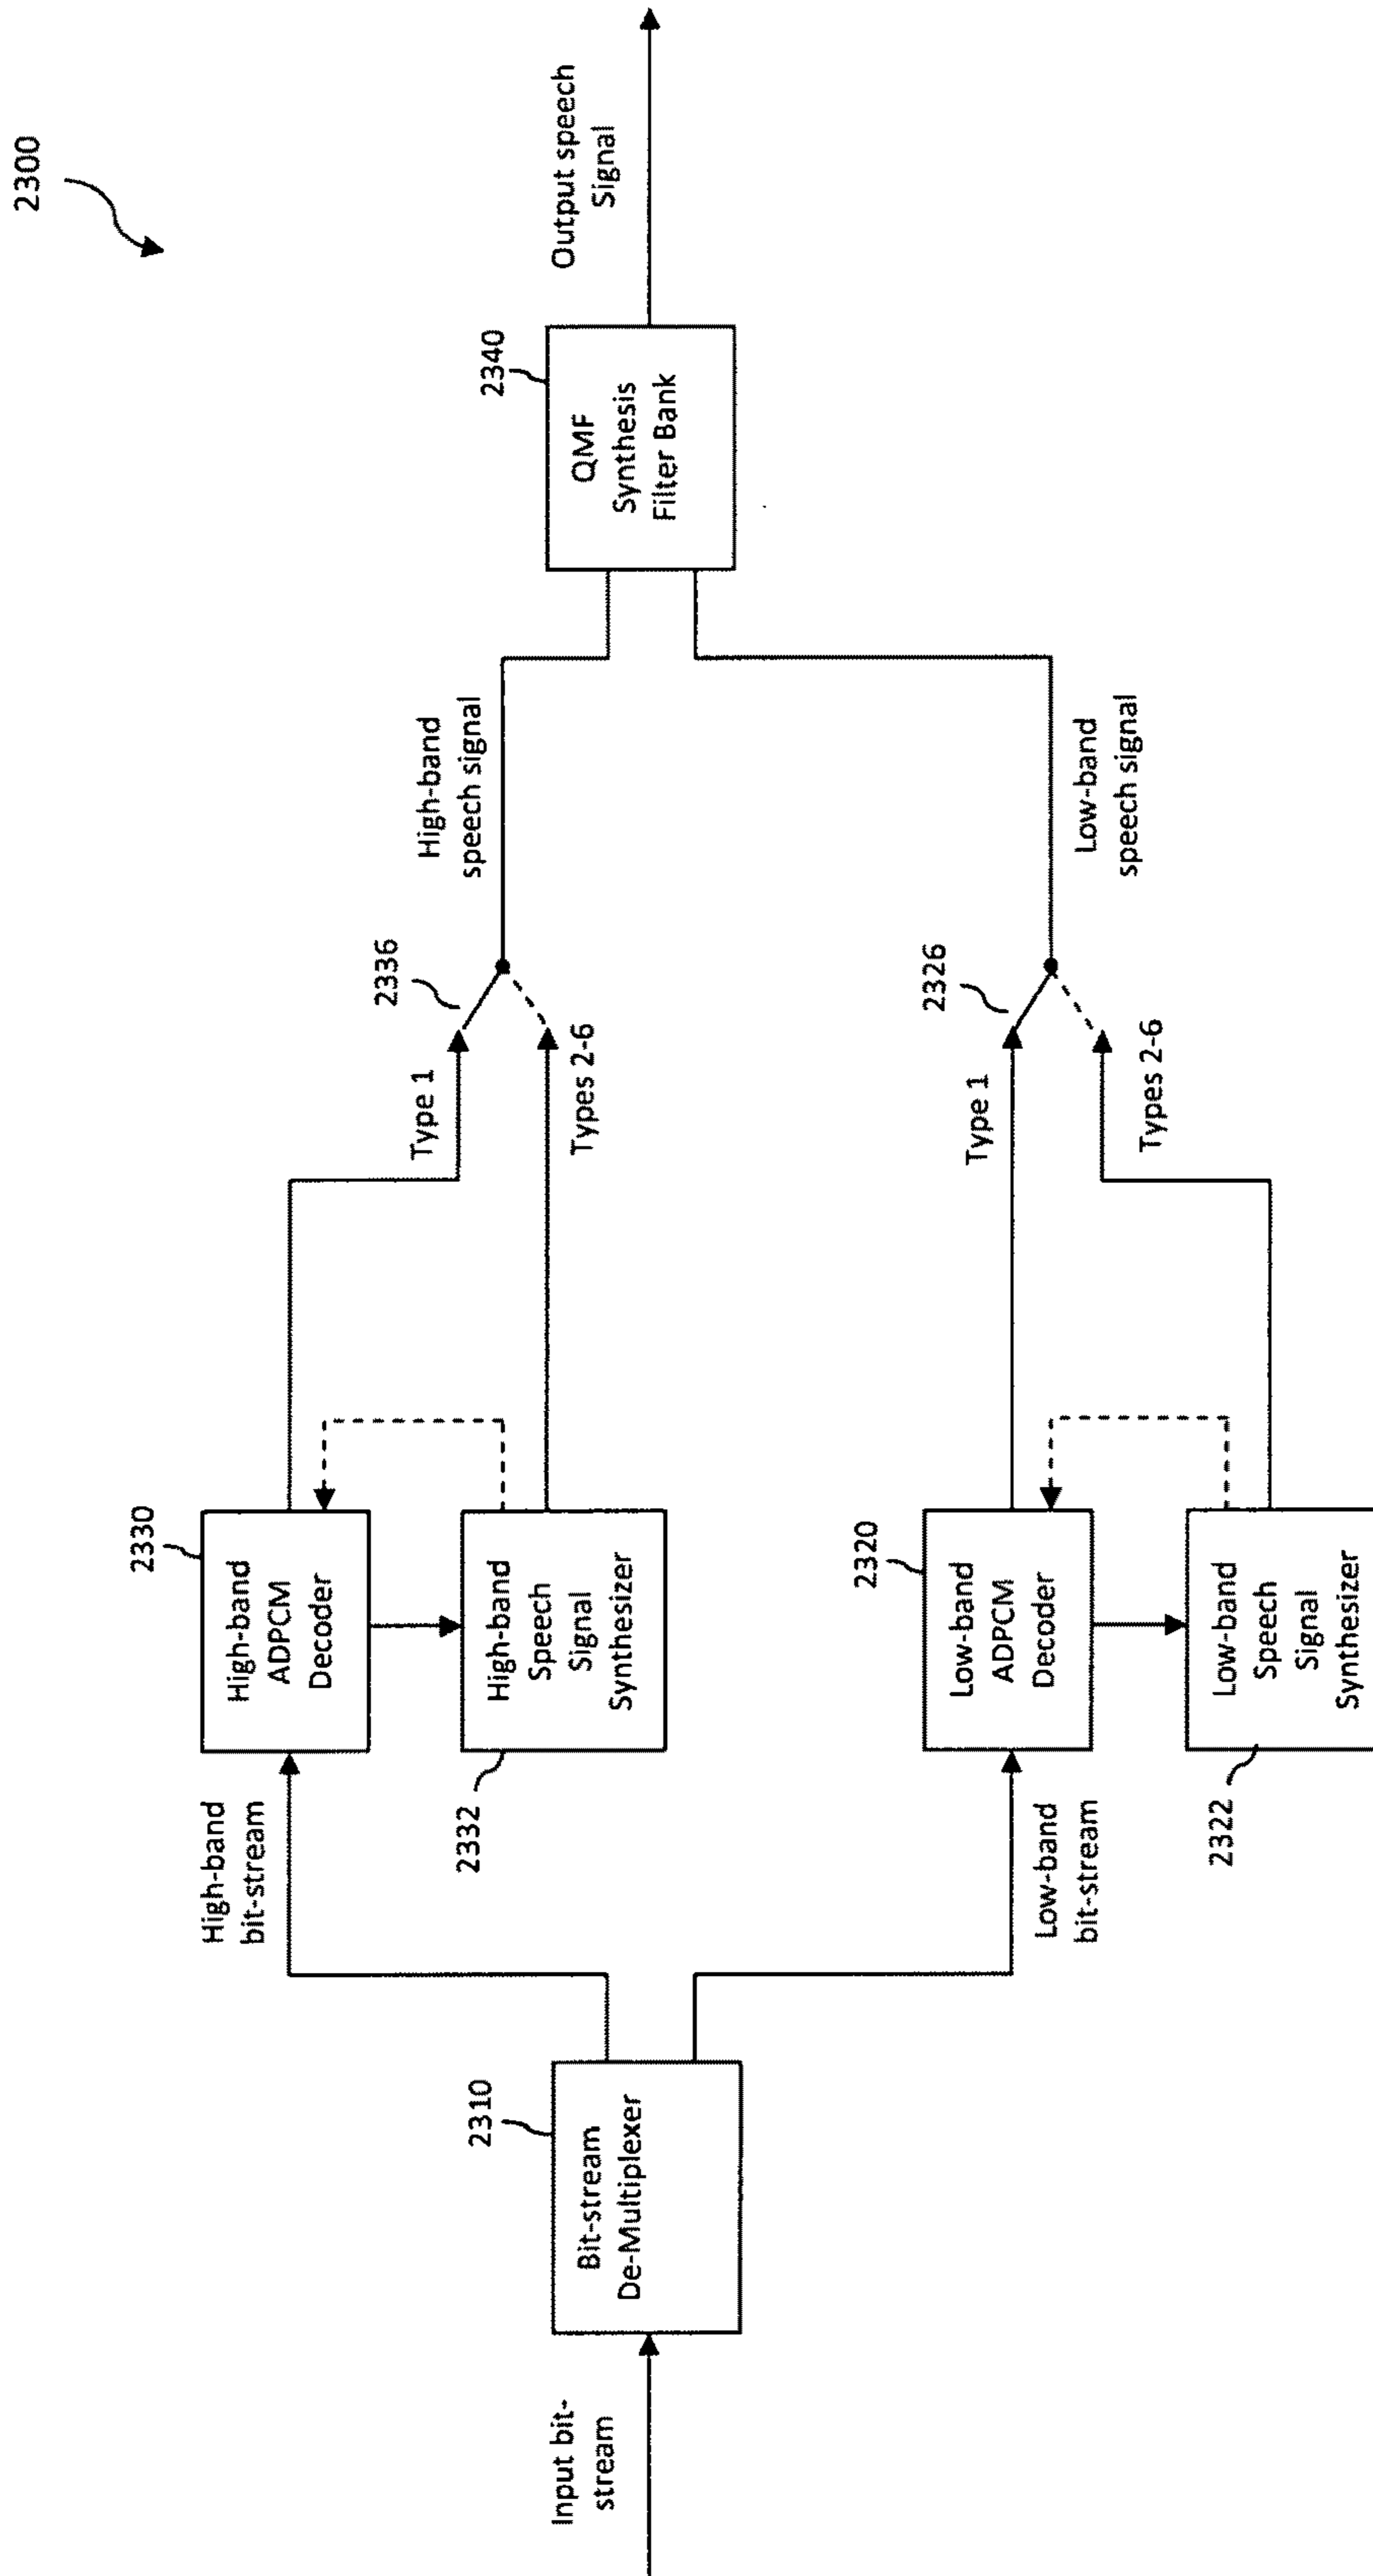 2300
Input bit-
stream
2310
Bit-stream
De-Multiplexer
High-band
bit-stream
Low-band
bit-stream
2330
High-band
ADPCM
Decoder
2332
High-band
Speech
Signal
Synthesizer
2320
Low-band
ADPCM
Decoder
2322
Low-band
Speech
Signal
Synthesizer
Type 1
2336
Types 2-6
Type 1
2326
Types 2-6
High-band
speech signal
Low-band
speech signal
2340
QMF
Synthesis
Filter Bank
Output speech
Signal